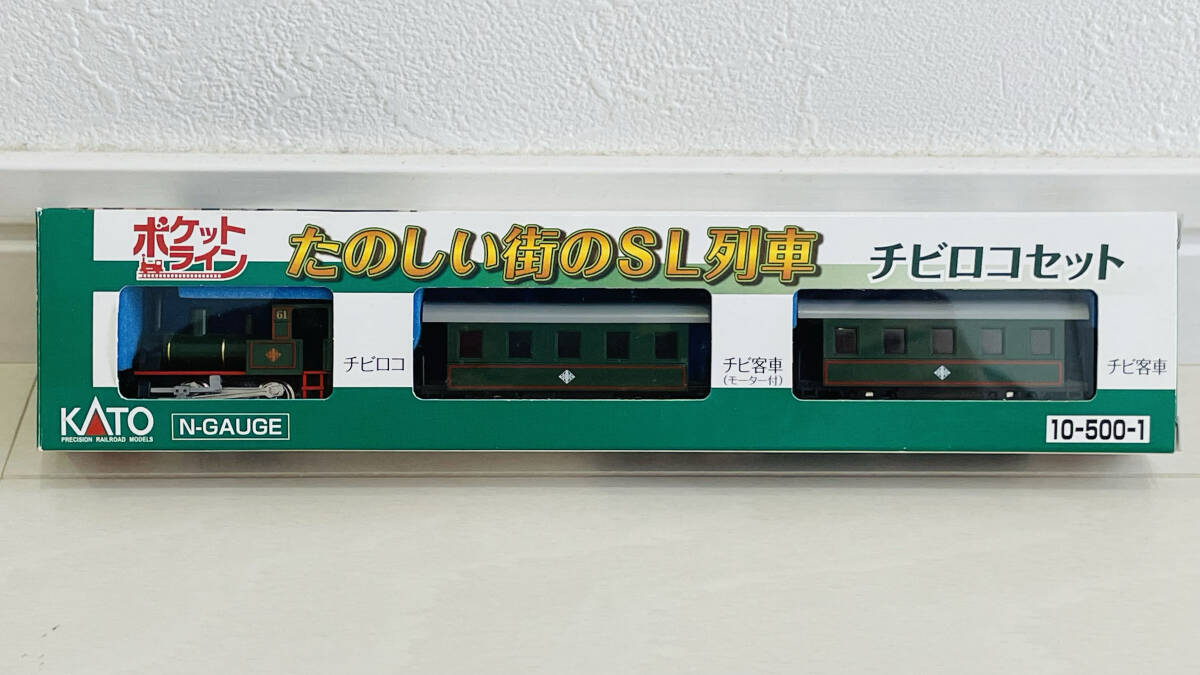 ポケットライン
たのしい街のSL列車
チビロコセット
61
チビロコ
チビ客車
(モーター付)
チビ客車
KATO
PRECISION RAILROAD MODELS
N-GAUGE
10-500-1